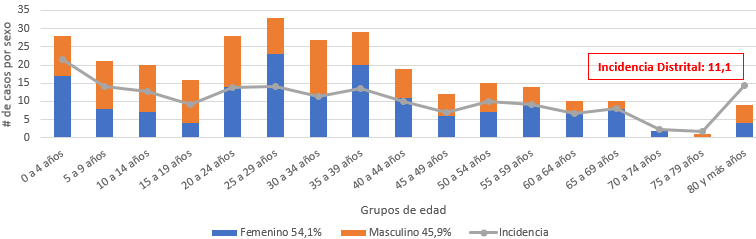 # de casos por sexo
35
30
25
20
15
10
5
0
Incidencia Distrital: 11,1
0 a 4 años
5 a 9 años
10 a 14 años
15 a 19 años
20 a 24 años
25 a 29 años
30 a 34 años
35 a 39 años
40 a 44 años
45 a 49 años
50 a 54 años
55 a 59 años
60 a 64 años
65 a 69 años
70 a 74 años
75 a 79 años
80 y más años
Grupos de edad
Femenino 54,1% Masculino 45,9% Incidencia